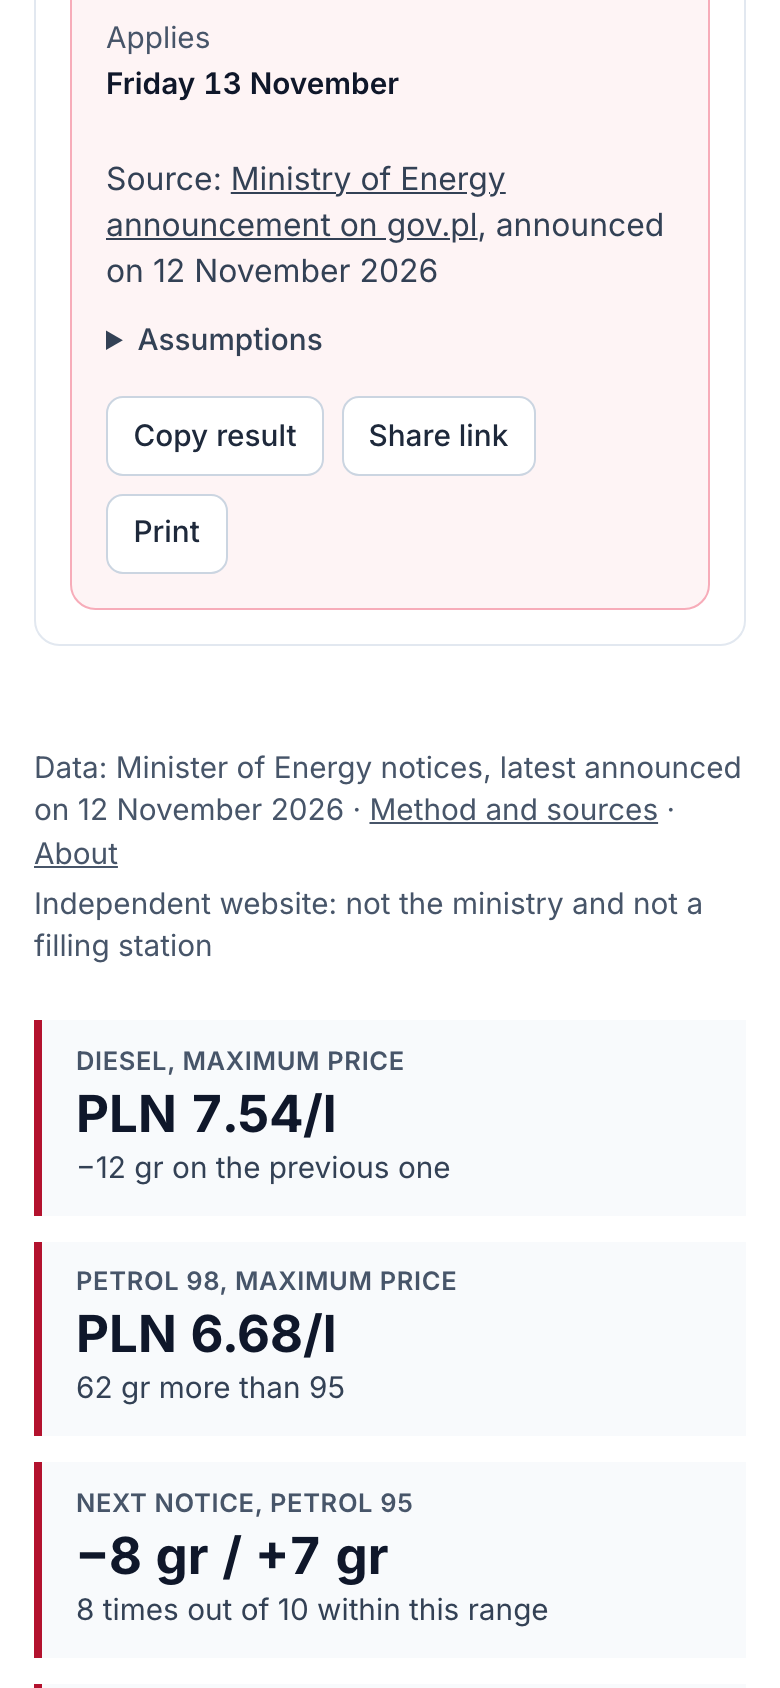 Applies
Friday 13 November
Source: Ministry of Energy
announcement on gov.pl, announced
on 12 November 2026
▶ Assumptions
Copy result
Share link
Print
Data: Minister of Energy notices, latest announced
on 12 November 2026 · Method and sources ·
About
Independent website: not the ministry and not a
filling station
DIESEL, MAXIMUM PRICE
PLN 7.54/l
−12 gr on the previous one
PETROL 98, MAXIMUM PRICE
PLN 6.68/l
62 gr more than 95
NEXT NOTICE, PETROL 95
−8 gr / +7 gr
8 times out of 10 within this range